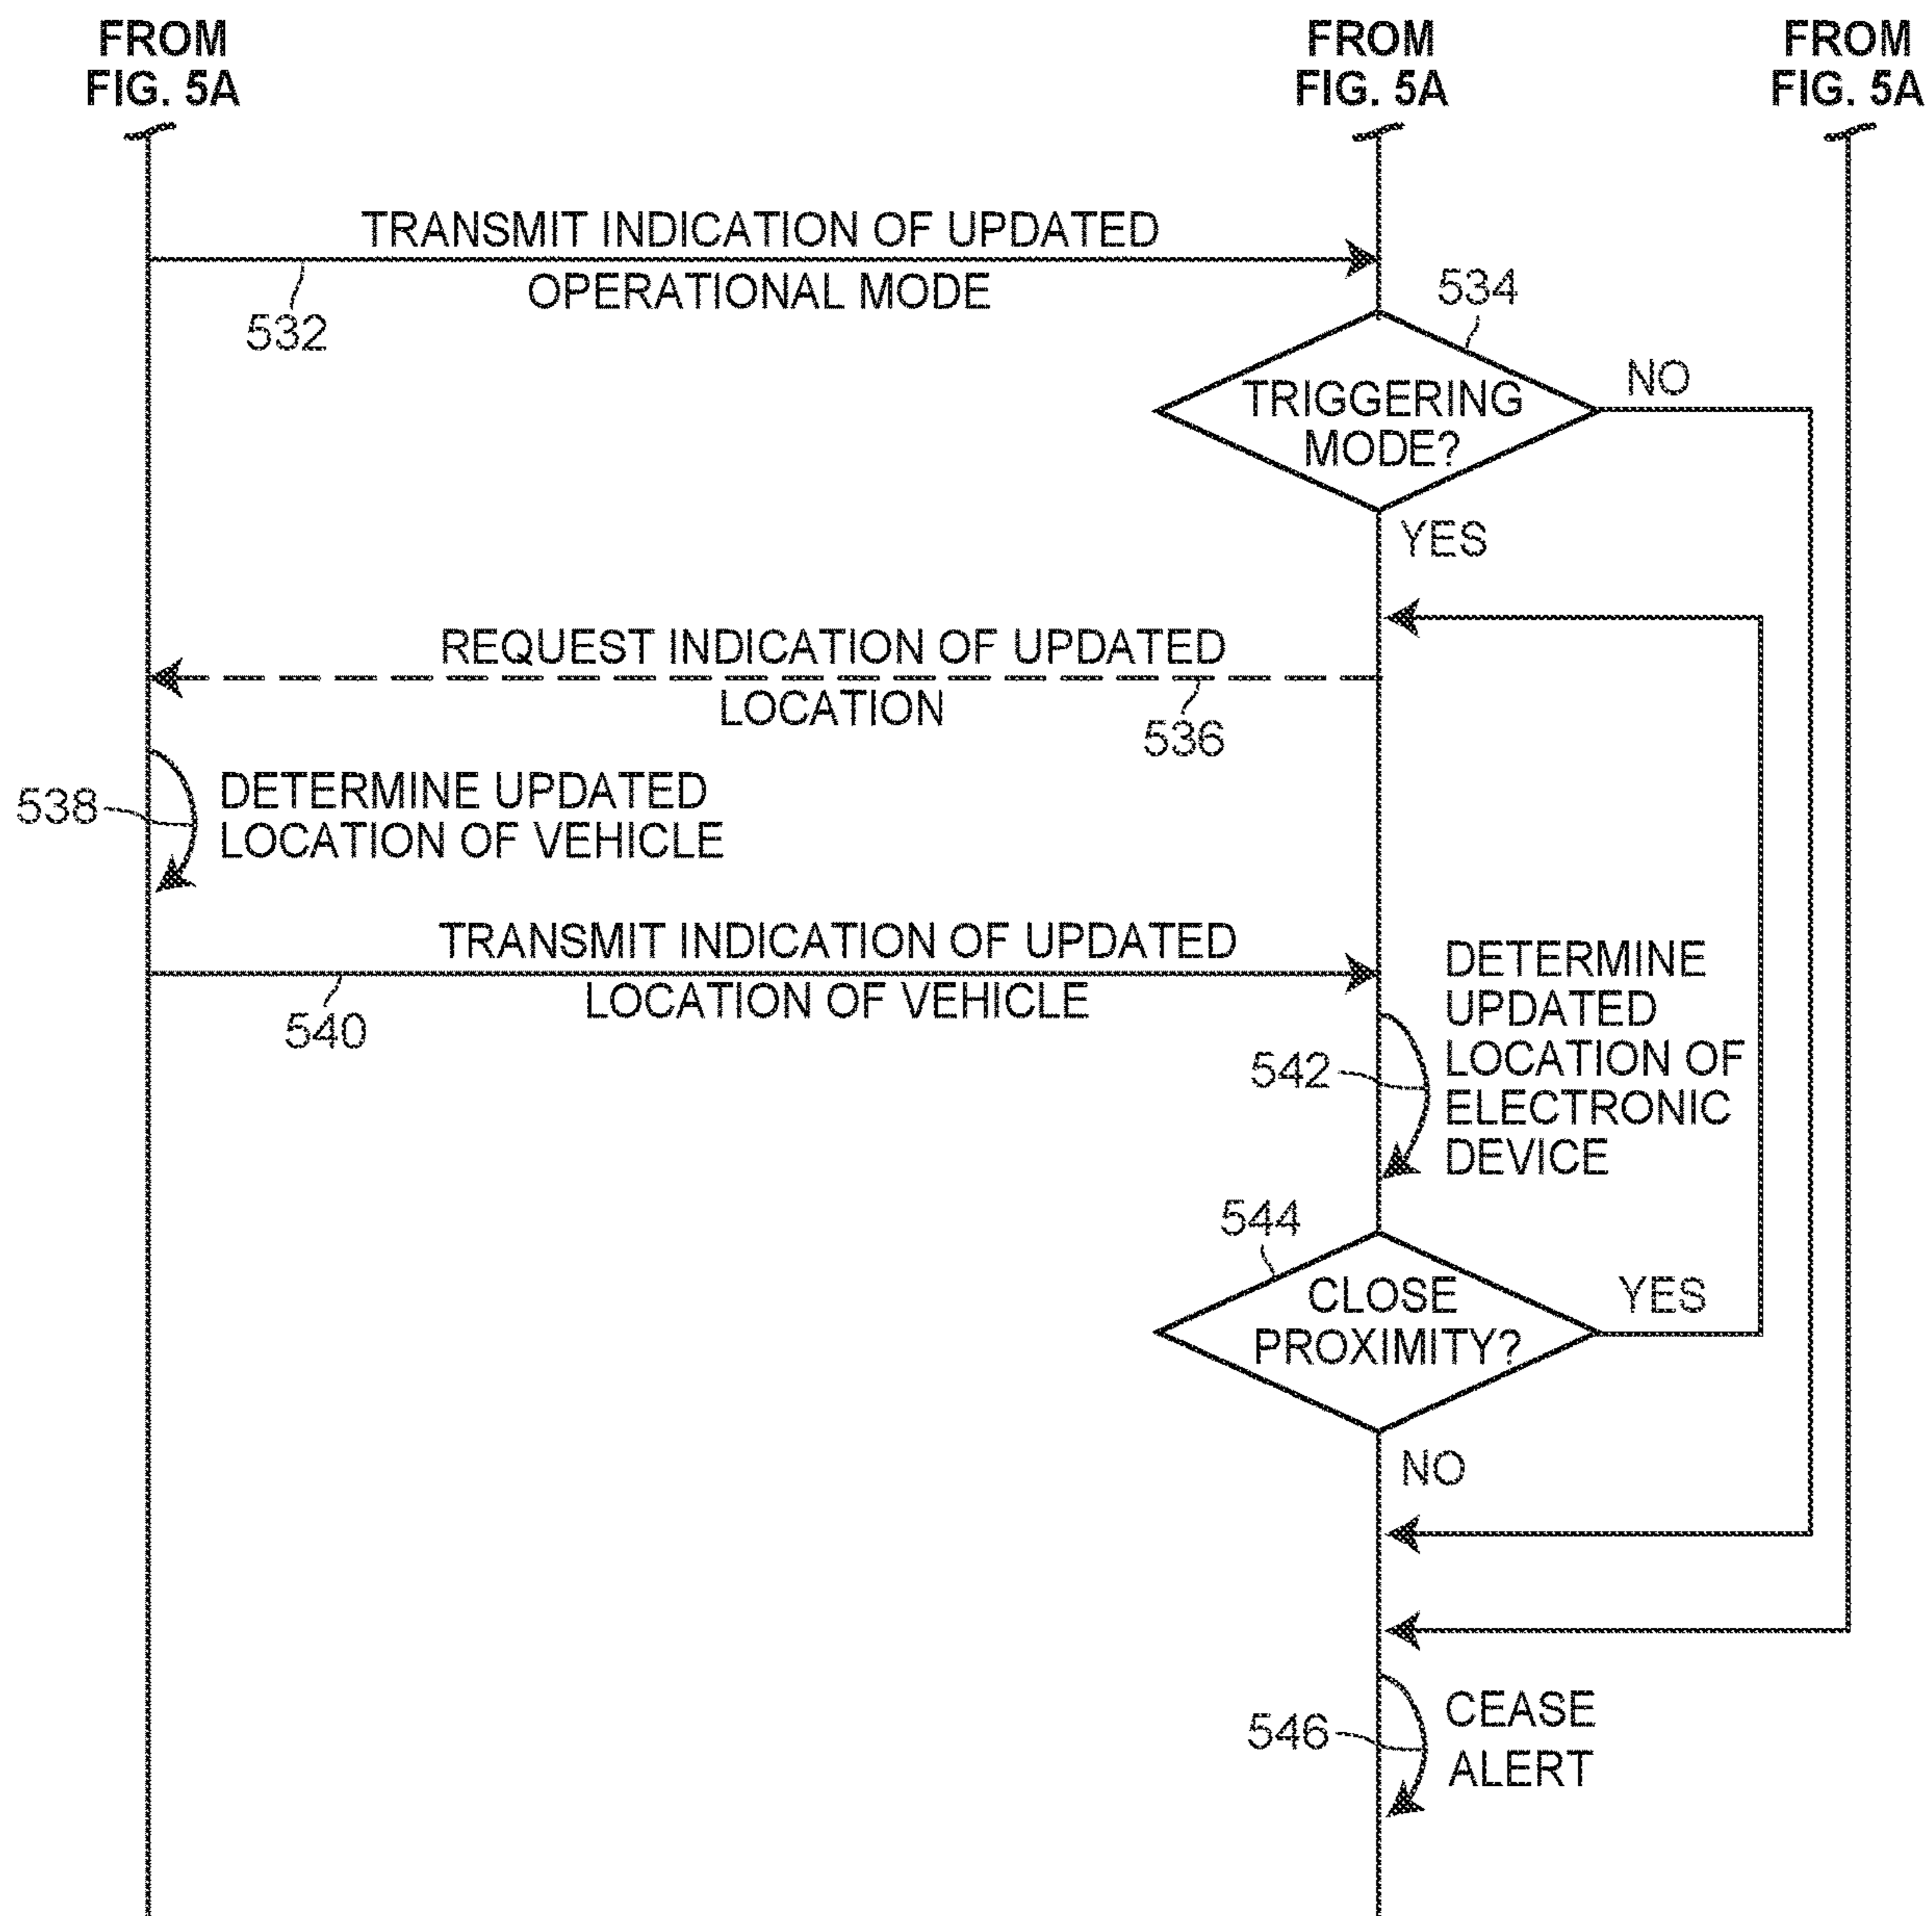 FROM
FIG. 5A
FROM
FIG. 5A
FROM
FIG. 5A
TRANSMIT INDICATION OF UPDATED
OPERATIONAL MODE
532
534
TRIGGERING
MODE?
NO
YES
REQUEST INDICATION OF UPDATED
LOCATION
536
538
DETERMINE UPDATED
LOCATION OF VEHICLE
TRANSMIT INDICATION OF UPDATED
LOCATION OF VEHICLE
540
542
DETERMINE
UPDATED
LOCATION OF
ELECTRONIC
DEVICE
544
CLOSE
PROXIMITY?
YES
NO
546
CEASE
ALERT